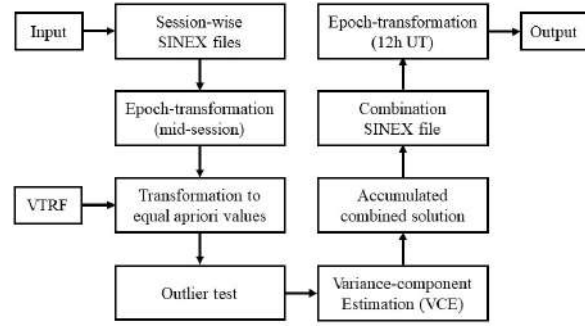 Input
Session-wise
SINEX files
Epoch-transformation
(mid-session)
VTRF
Transformation to
equal apriori values
Outlier test
Variance-component
Estimation (VCE)
Accumulated
combined solution
Combination
SINEX file
Epoch-transformation
(12h UT)
Output